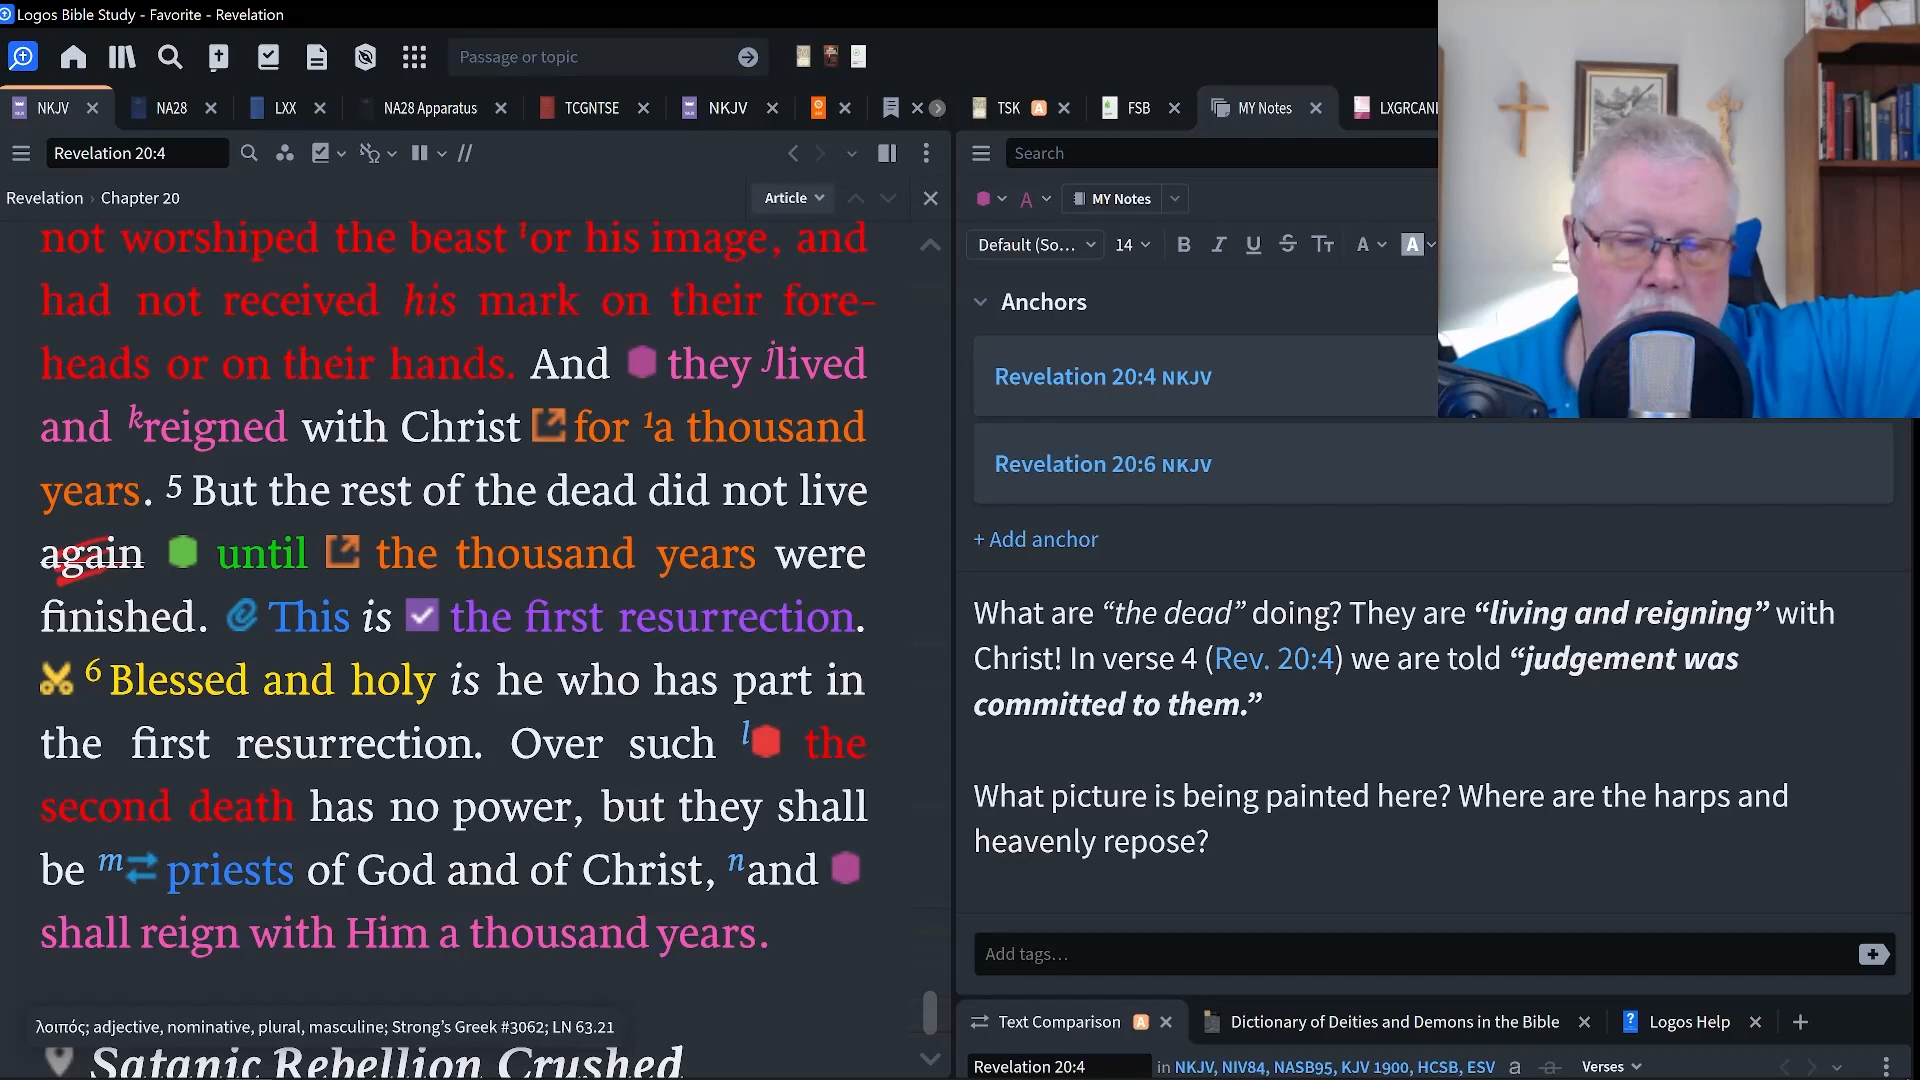 Logos Bible Study - Favorite - Revelation
Passage or topic
NKJV
NA28
LXX
NA28 Apparatus
TCGNTSE
NKJV
TSK A
FSB
MY Notes
LXGRCANI
Revelation 20:4
Search
Revelation › Chapter 20
Article
MY Notes
Default (So...
14
not worshiped the beast or his image, and
had not received his mark on their fore-
heads or on their hands. And they jlived
and kreigned with Christ for 1a thousand
years. 5 But the rest of the dead did not live
again until the thousand years were
finished. This is the first resurrection.
6 Blessed and holy is he who has part in
the first resurrection. Over such l the
second death has no power, but they shall
be m priests of God and of Christ, nand
shall reign with Him a thousand years.
λοιπός; adjective, nominative, plural, masculine; Strong's Greek #3062; LN 63.21
Satanic Rebellion Crushed
Anchors
Revelation 20:4 NKJV
Revelation 20:6 NKJV
+ Add anchor
What are “the dead” doing? They are “living and reigning” with
Christ! In verse 4 (Rev. 20:4) we are told “judgement was
committed to them.”
What picture is being painted here? Where are the harps and
heavenly repose?
Add tags...
Text Comparison A
Dictionary of Deities and Demons in the Bible
Logos Help
Revelation 20:4 in NKJV, NIV84, NASB95, KJV 1900, HCSB, ESV a a Verses